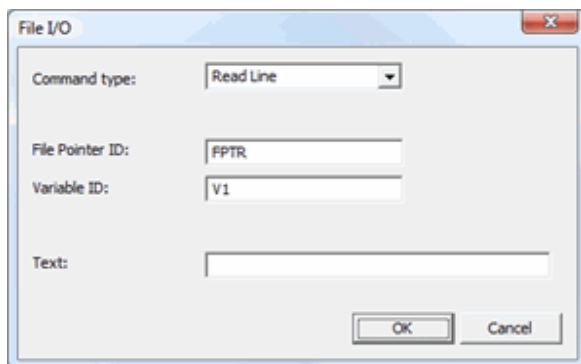 File I/O
Command type: Read Line
File Pointer ID: FPTR
Variable ID: V1
Text:
OK Cancel